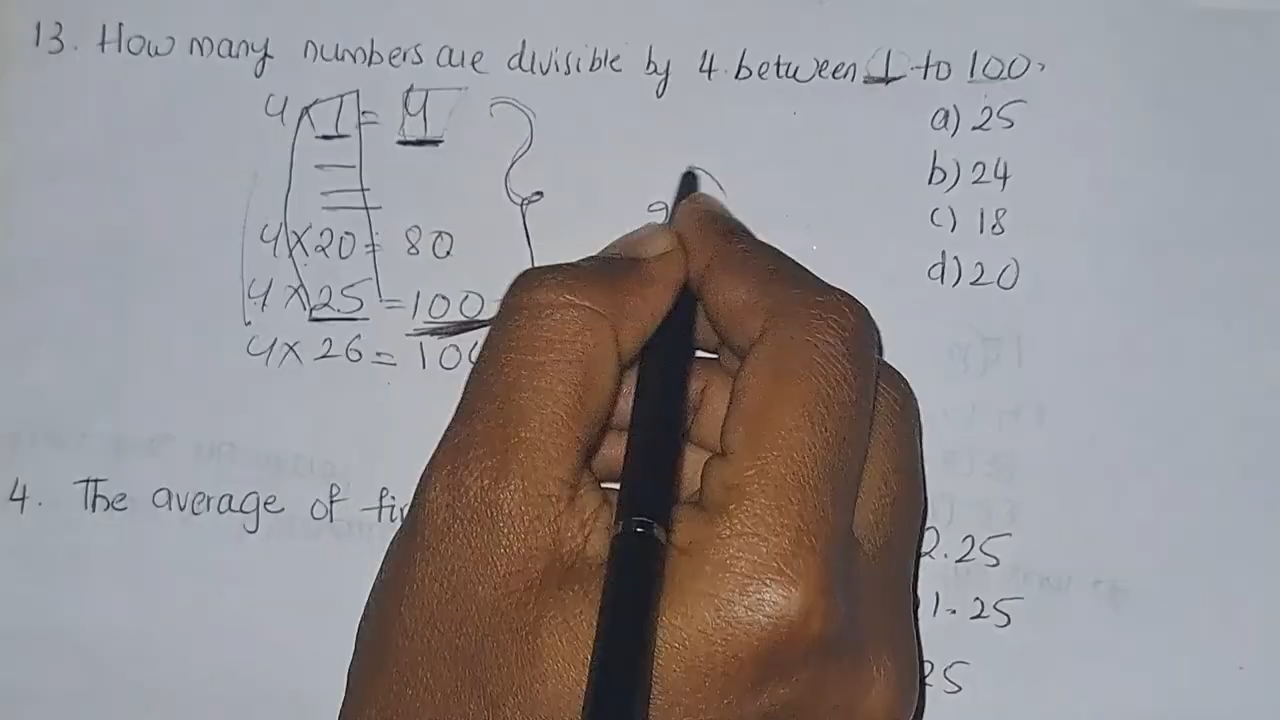 13. How many numbers are divisible by 4 between 1 to 100.
4 × 1 = 4
a) 25
b) 24
4 × 20 = 80
c) 18
4 × 25 = 100
d) 20
4 × 26 = 10
4. The average of
2.25
1.25
25